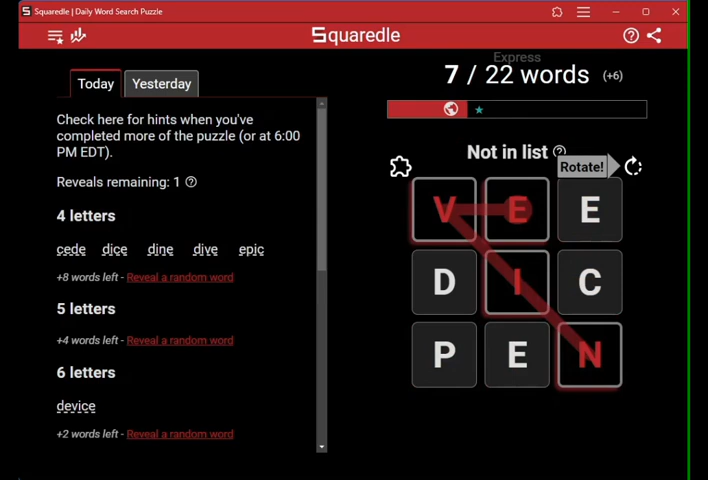 Squaredle | Daily Word Search Puzzle
Squaredle
Express
7 / 22 words (+6)
Today Yesterday
Check here for hints when you've
completed more of the puzzle (or at 6:00
PM EDT).
Reveals remaining: 1
4 letters
cede dice dine dive epic
+8 words left - Reveal a random word
5 letters
+4 words left - Reveal a random word
6 letters
device
+2 words left - Reveal a random word
Not in list
Rotate!
V E E
D I C
P E N